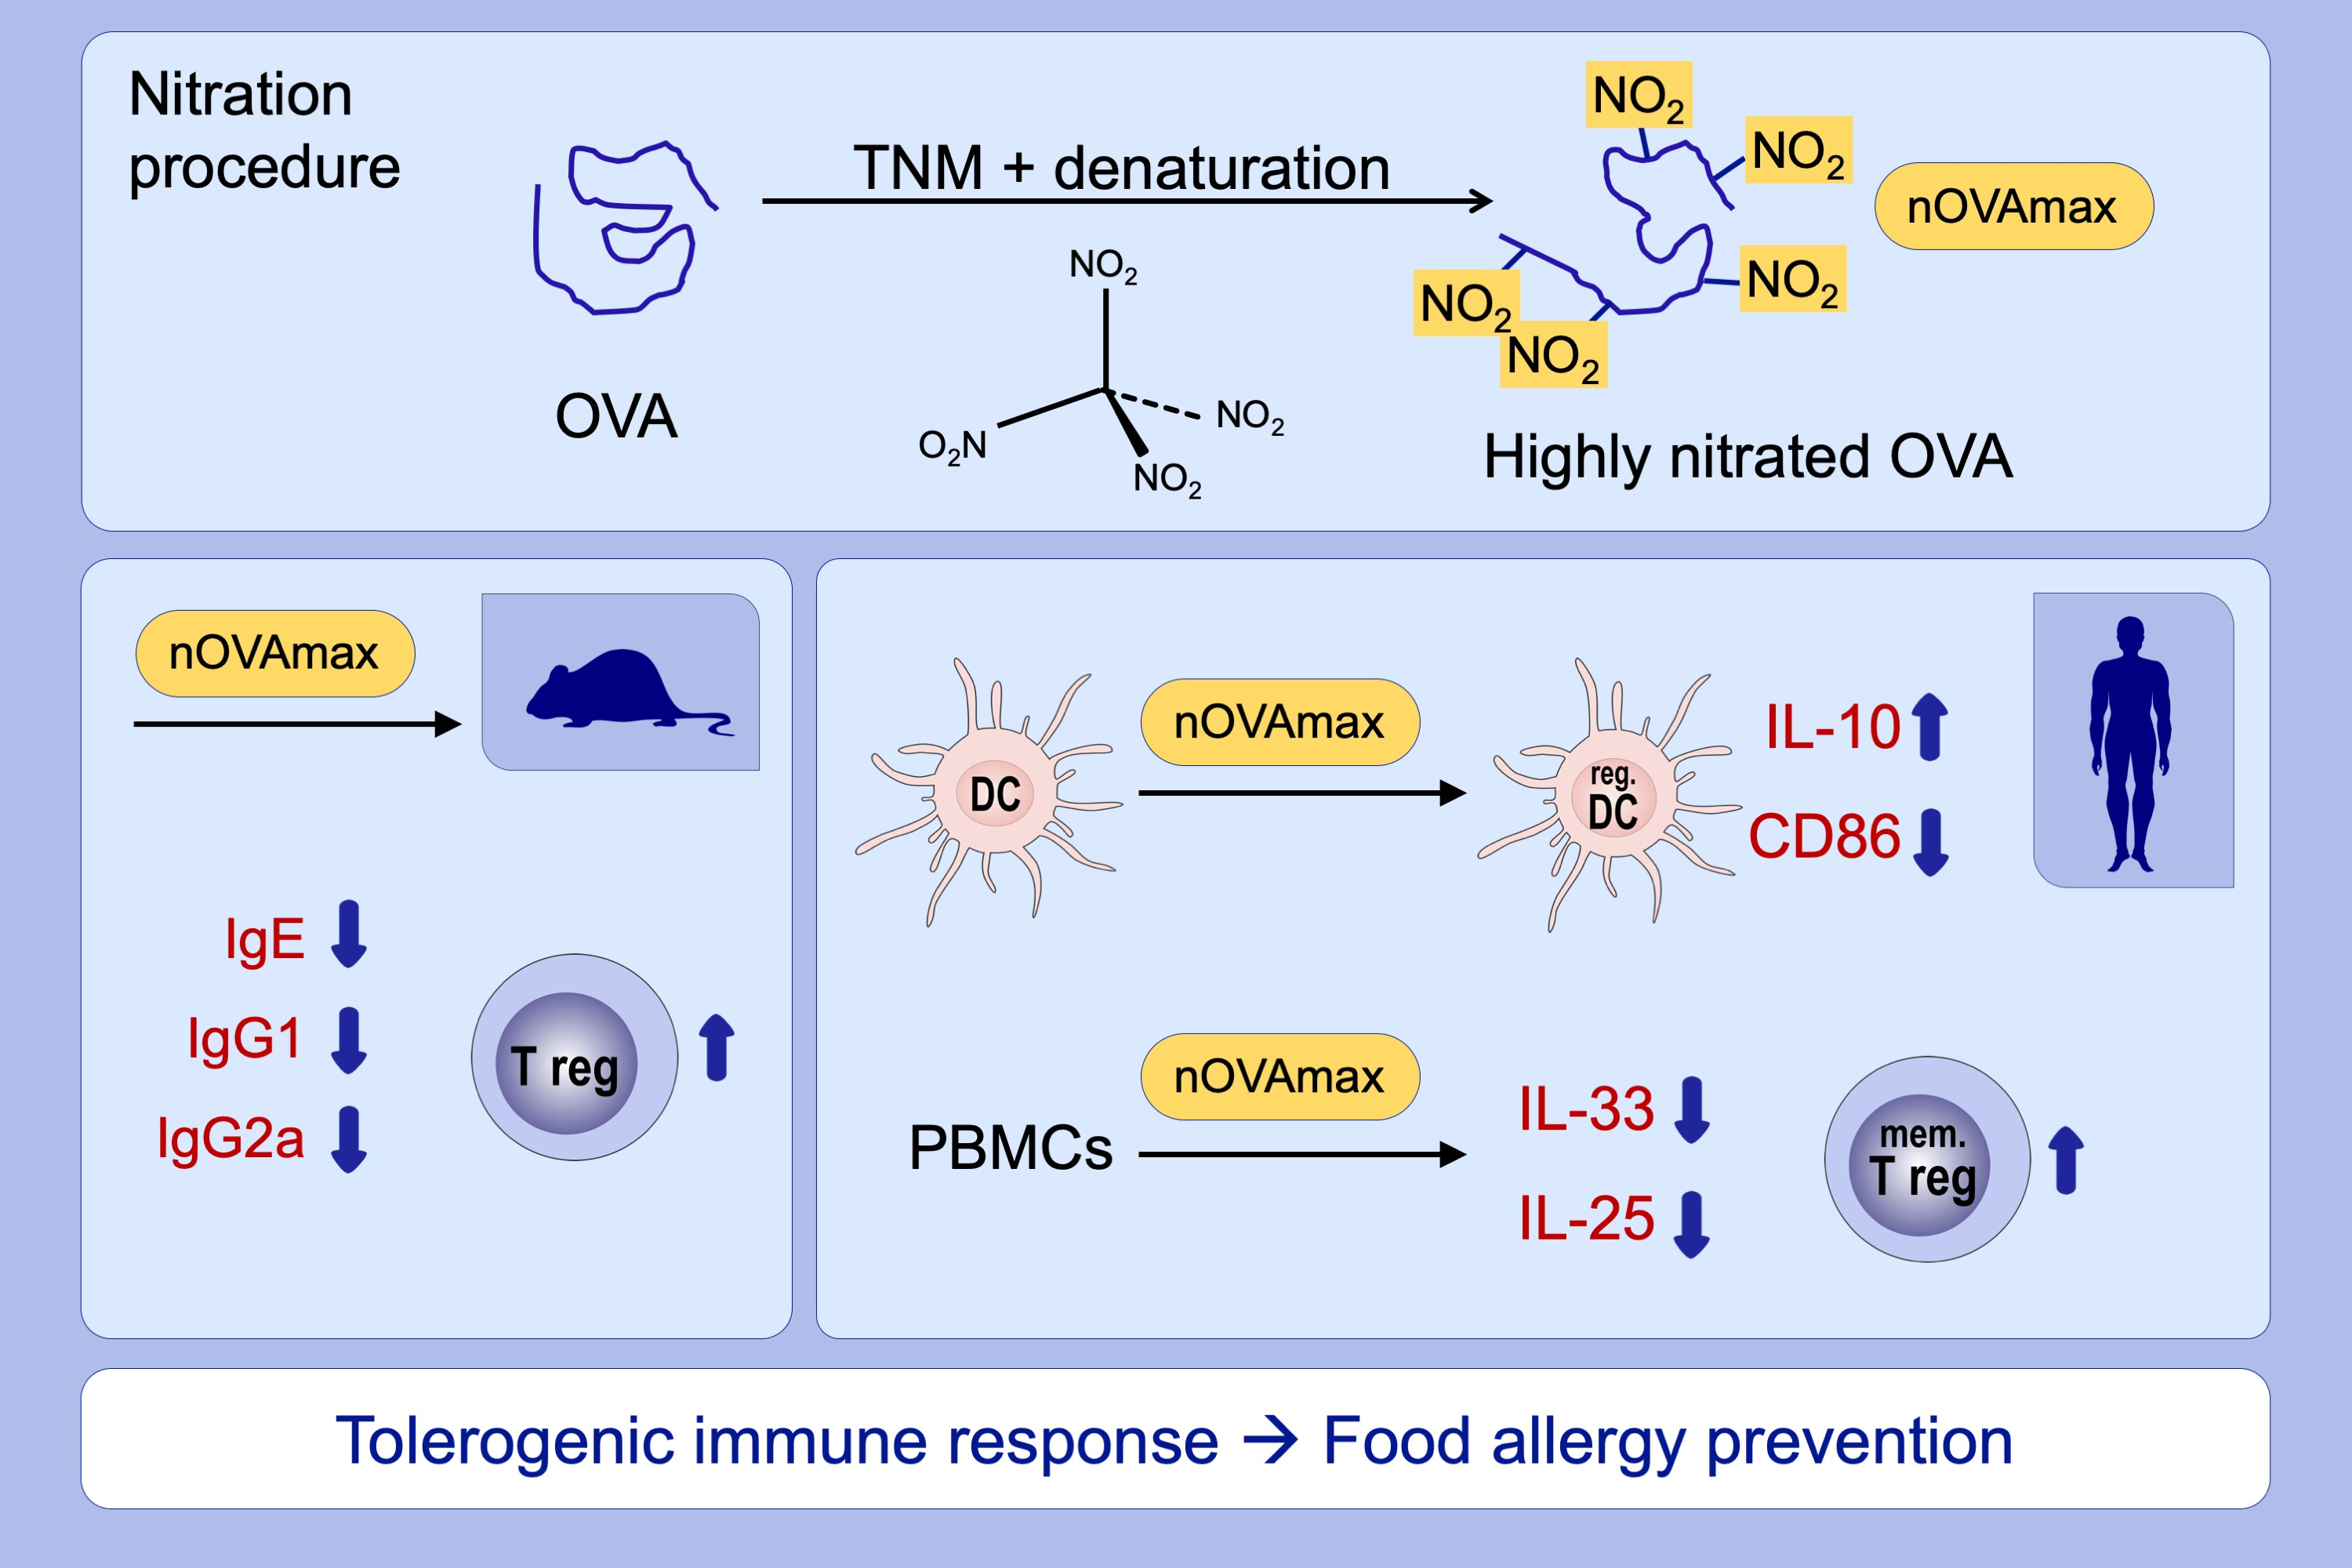 Nitration
procedure
OVA
TNM + denaturation
NO₂
O₂N
NO₂
NO₂
NO₂
NO₂
NO₂
NO₂
NO₂
nOVAmax
Highly nitrated OVA
nOVAmax
IgE
IgG1
IgG2a
T reg
DC
nOVAmax
reg.
DC
IL-10
CD86
PBMCs
nOVAmax
IL-33
IL-25
mem.
T reg
Tolerogenic immune response → Food allergy prevention